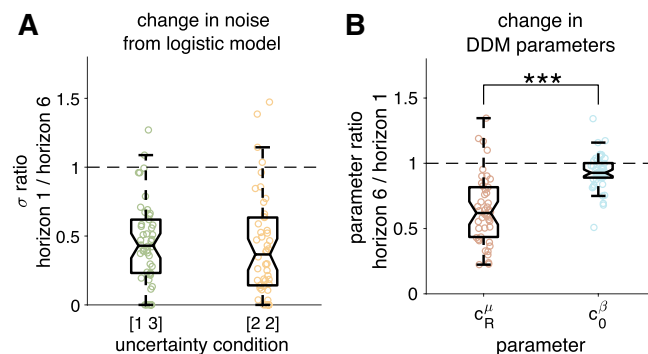 A
change in noise
from logistic model
σ ratio
horizon 1 / horizon 6
1.5
1
0.5
0
[1 3]
[2 2]
uncertainty condition
B
change in
DDM parameters
***
parameter ratio
horizon 6 / horizon 1
1.5
1
0.5
0
c_R^μ
c_0^β
parameter